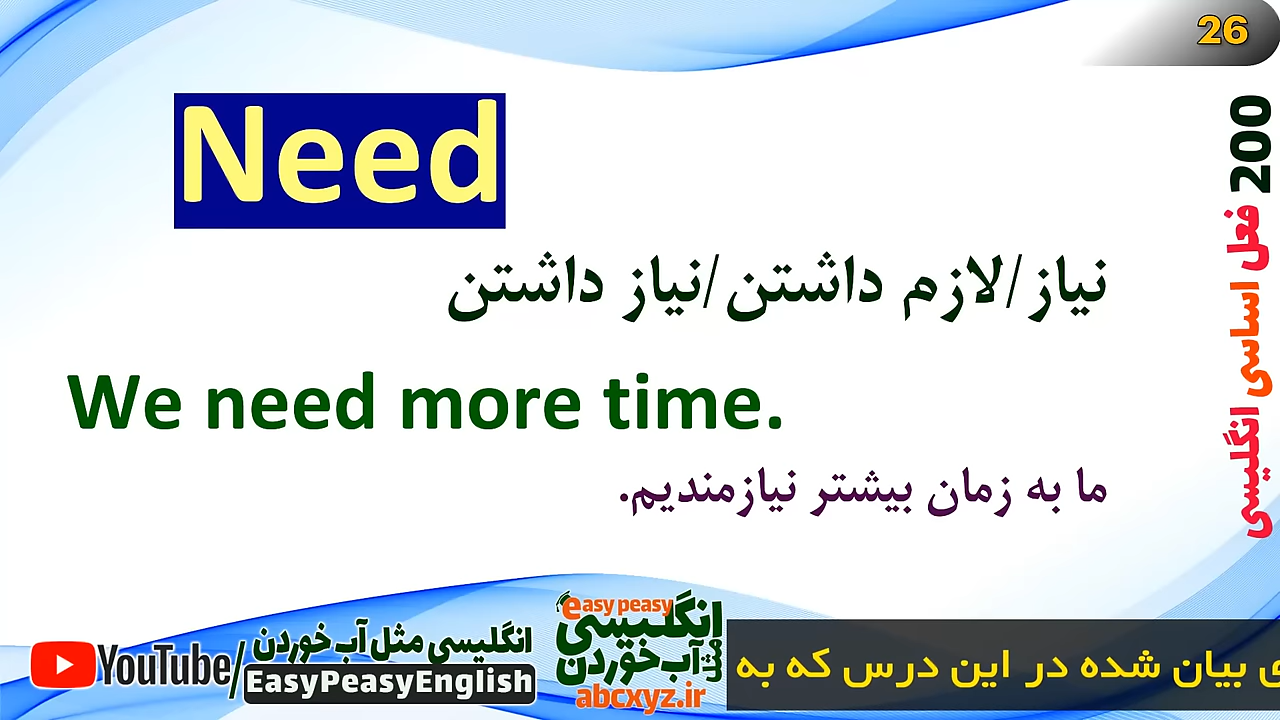 26
Need
نیاز/لازم داشتن/نیاز داشتن
We need more time.
ما به زمان بیشتر نیازمندیم.
200 فعل اساسی انگلیسی
YouTube/
انگلیسی مثل آب خوردن
EasyPeasyEnglish
easy peasy
انگلیسی
مثل آب خوردن
abcxyz.ir
بیان شده در این درس که به